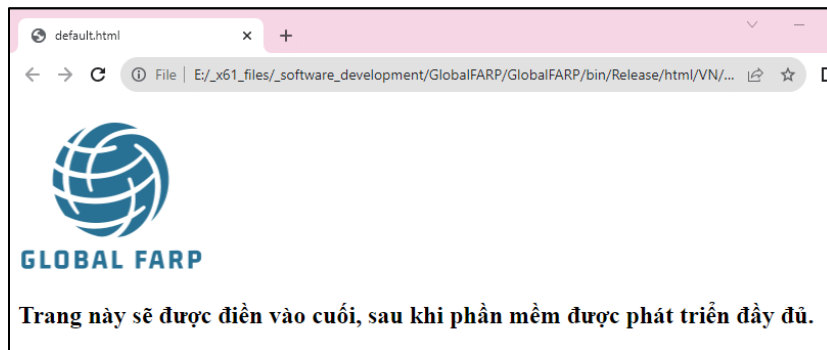 default.html
File | E:/_x61_files/_software_development/GlobalFARP/GlobalFARP/bin/Release/html/VN/...
GLOBAL FARP
Trang này sẽ được điền vào cuối, sau khi phần mềm được phát triển đầy đủ.